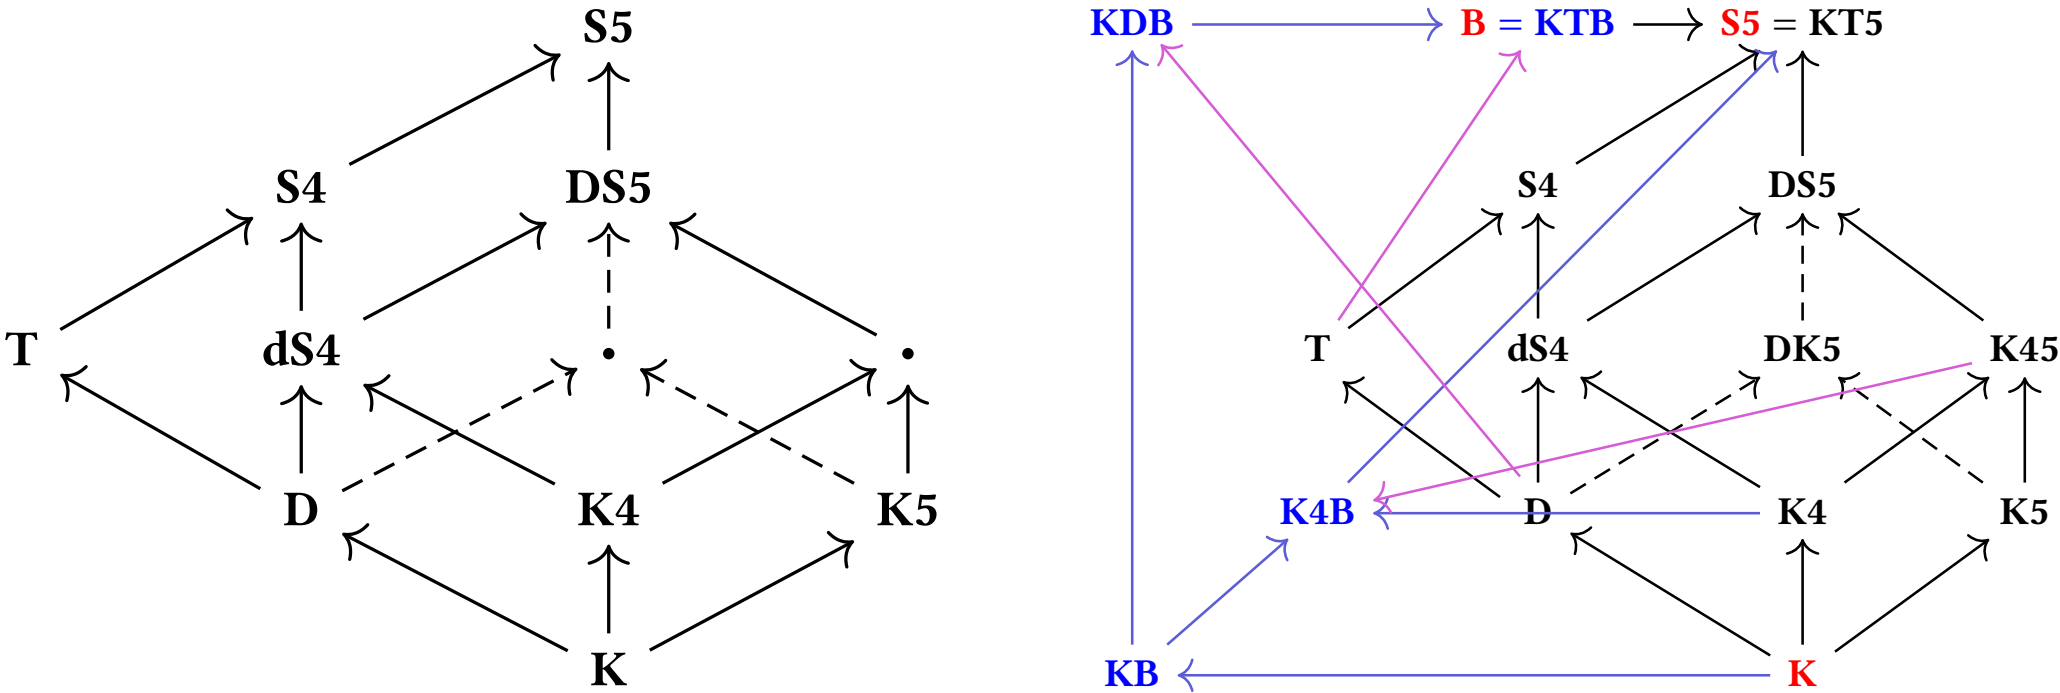 S5
S4 DS5
T dS4
D K4 K5
K
KDB B = KTB S5 = KT5
S4 DS5
T dS4 DK5 K45
K4B D K4 K5
KB K